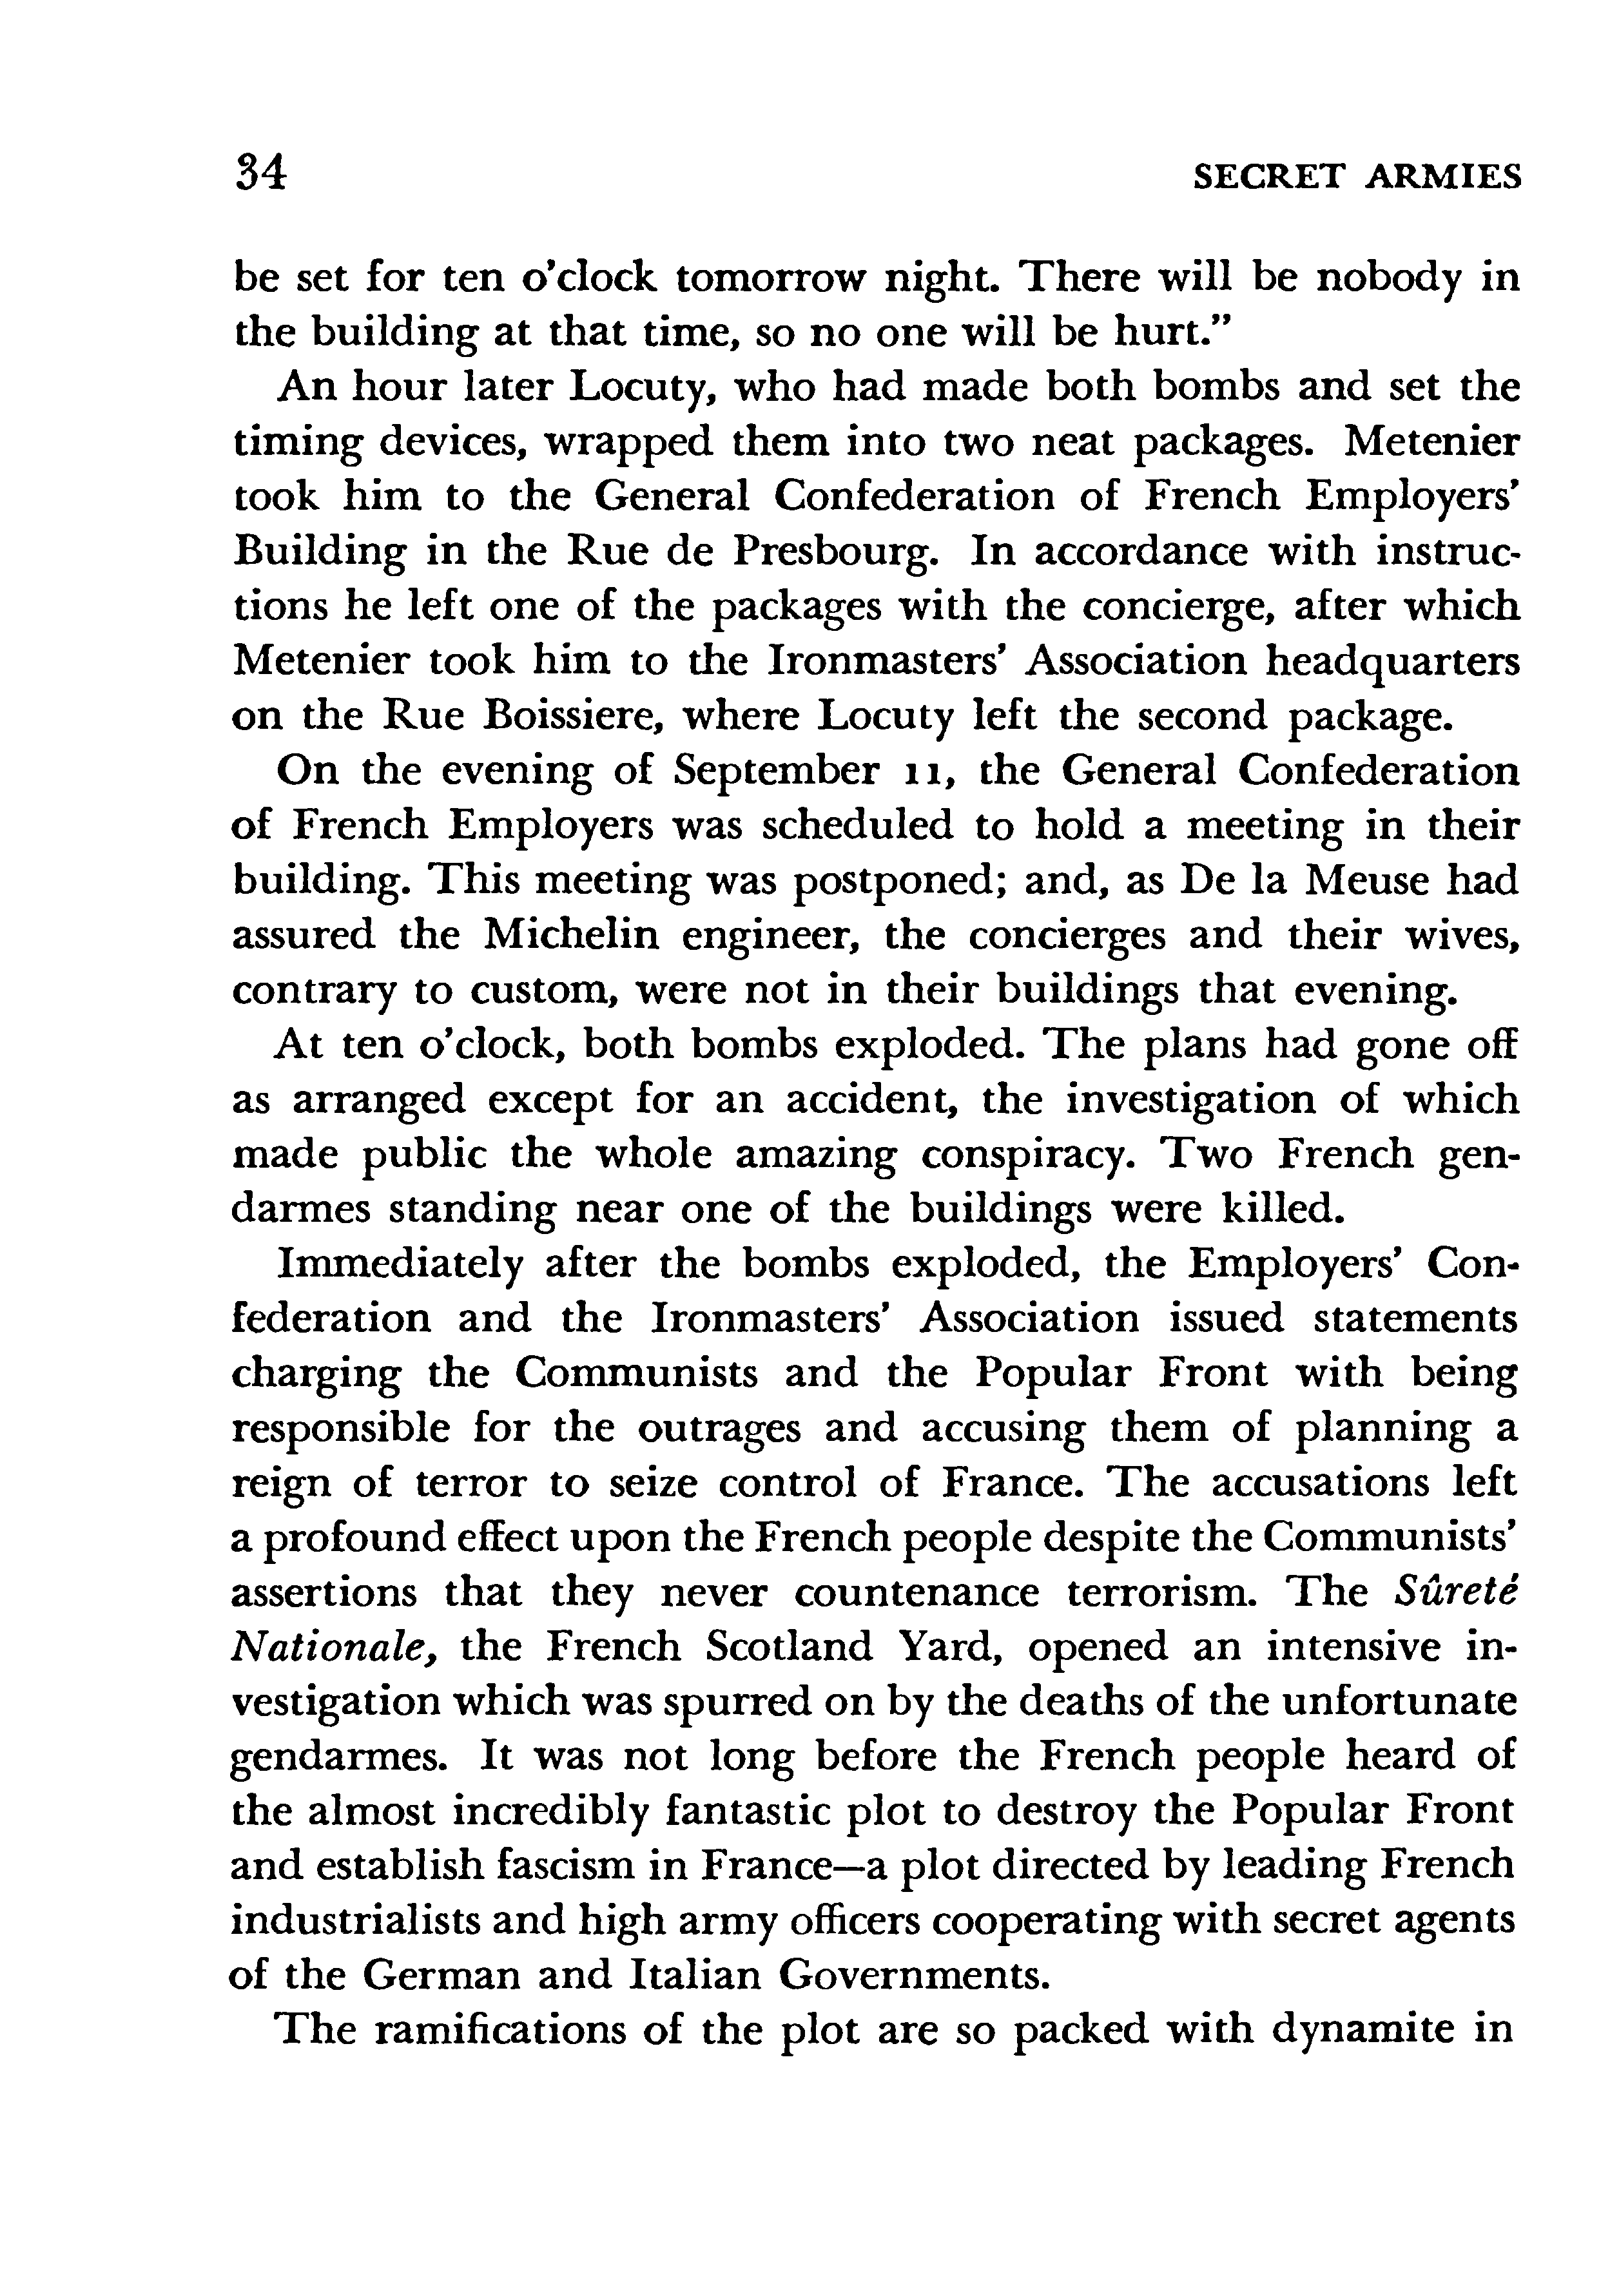 34 SECRET ARMIES
be set for ten o'clock tomorrow night. There will be nobody in
the building at that time, so no one will be hurt.”
An hour later Locuty, who had made both bombs and set the
timing devices, wrapped them into two neat packages. Metenier
took him to the General Confederation of French Employers’
Building in the Rue de Presbourg. In accordance with instruc-
tions he left one of the packages with the concierge, after which
Metenier took him to the Ironmasters’ Association headquarters
on the Rue Boissiere, where Locuty left the second package.
On the evening of September 11, the General Confederation
of French Employers was scheduled to hold a meeting in their
building. This meeting was postponed; and, as De la Meuse had
assured the Michelin engineer, the concierges and their wives,
contrary to custom, were not in their buildings that evening.
At ten o’clock, both bombs exploded. The plans had gone off
as arranged except for an accident, the investigation of which
made public the whole amazing conspiracy. Two French gen-
darmes standing near one of the buildings were killed.
Immediately after the bombs exploded, the Employers’ Con-
federation and the Ironmasters’ Association issued statements
charging the Communists and the Popular Front with being
responsible for the outrages and accusing them of planning a
reign of terror to seize control of France. The accusations left
a profound effect upon the French people despite the Communists’
assertions that they never countenance terrorism. The Sûreté
Nationale, the French Scotland Yard, opened an intensive in-
vestigation which was spurred on by the deaths of the unfortunate
gendarmes. It was not long before the French people heard of
the almost incredibly fantastic plot to destroy the Popular Front
and establish fascism in France—a plot directed by leading French
industrialists and high army officers cooperating with secret agents
of the German and Italian Governments.
The ramifications of the plot are so packed with dynamite in